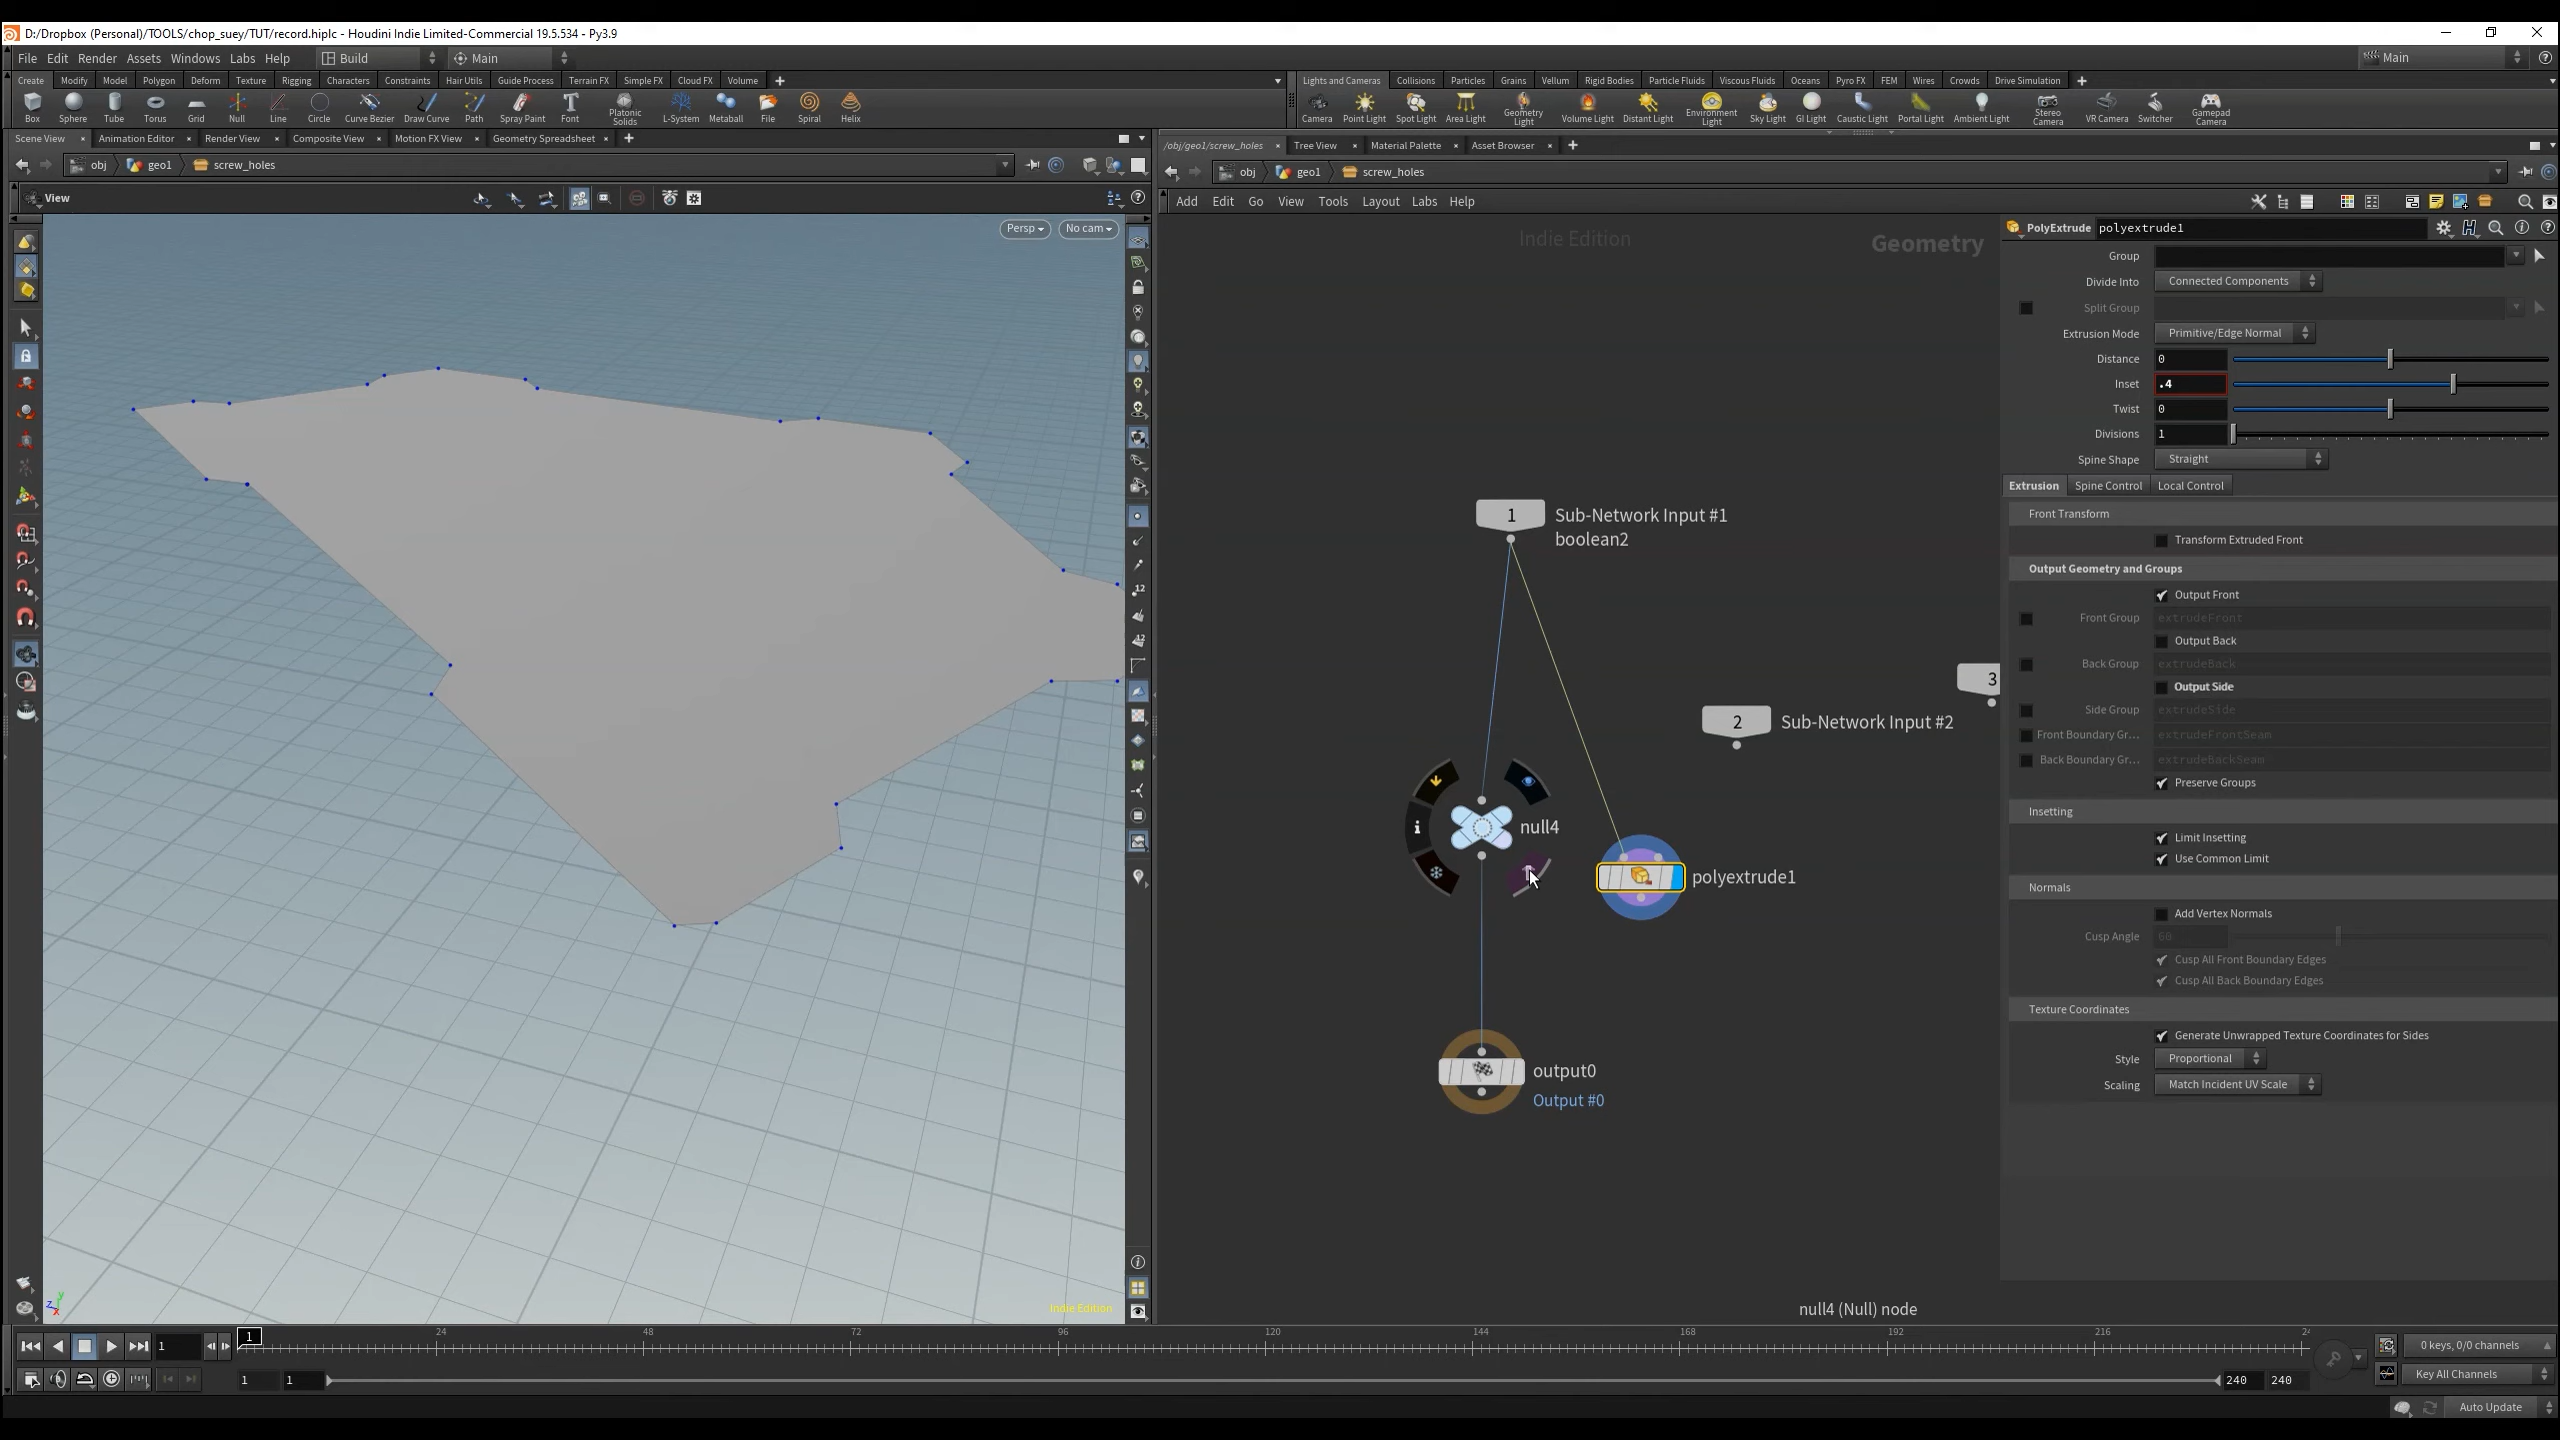 D:/Dropbox (Personal)/TOOLS/chop_suey/TUT/record.hiplc - Houdini Indie Limited-Commercial 19.5.534 - Py3.9
File Edit Render Assets Windows Labs Help Build Main Main
Create Modify Model Polygon Deform Texture Rigging Characters Constraints Hair Utils Guide Process Terrain FX Simple FX Cloud FX Volume
Lights and Cameras Collisions Particles Grains Vellum Rigid Bodies Particle Fluids Viscous Fluids Oceans Pyro FX FEM Wires Crowds Drive Simulation
Box Sphere Tube Torus Grid Null Line Circle Curve Bezier Draw Curve Path Spray Paint Font Platonic Solids L-System Metaball File Spiral Helix
Camera Point Light Spot Light Area Light Geometry Light Volume Light Distant Light Environment Light Sky Light GI Light Caustic Light Portal Light Ambient Light Stereo Camera VR Camera Switcher Gamepad Camera
Scene View Animation Editor Render View Composite View Motion FX View Geometry Spreadsheet
/obj/geo1/screw_holes Tree View Material Palette Asset Browser
obj geo1 screw_holes
obj geo1 screw_holes
View
Add Edit Go View Tools Layout Labs Help
Persp No cam
Indie Edition
Geometry
PolyExtrude polyextrude1
Group
Divide Into Connected Components
Split Group
Extrusion Mode Primitive/Edge Normal
Distance 0
Inset .4
Twist 0
Divisions 1
Spine Shape Straight
Extrusion Spine Control Local Control
Front Transform
Transform Extruded Front
Output Geometry and Groups
Output Front
Front Group extrudeFront
Output Back
Back Group extrudeBack
Output Side
Side Group extrudeSide
Front Boundary Gr... extrudeFrontSeam
Back Boundary Gr... extrudeBackSeam
Preserve Groups
Insetting
Limit Insetting
Use Common Limit
Normals
Add Vertex Normals
Cusp Angle 60
Cusp All Front Boundary Edges
Cusp All Back Boundary Edges
Texture Coordinates
Generate Unwrapped Texture Coordinates for Sides
Style Proportional
Scaling Match Incident UV Scale
1 Sub-Network Input #1
boolean2
3
2 Sub-Network Input #2
null4
polyextrude1
output0
Output #0
12
12
z y x
Indie Edition
null4 (Null) node
1 1 24 48 72 96 120 144 168 192 216 24
0 keys, 0/0 channels
1 1 240 240
Key All Channels
Auto Update